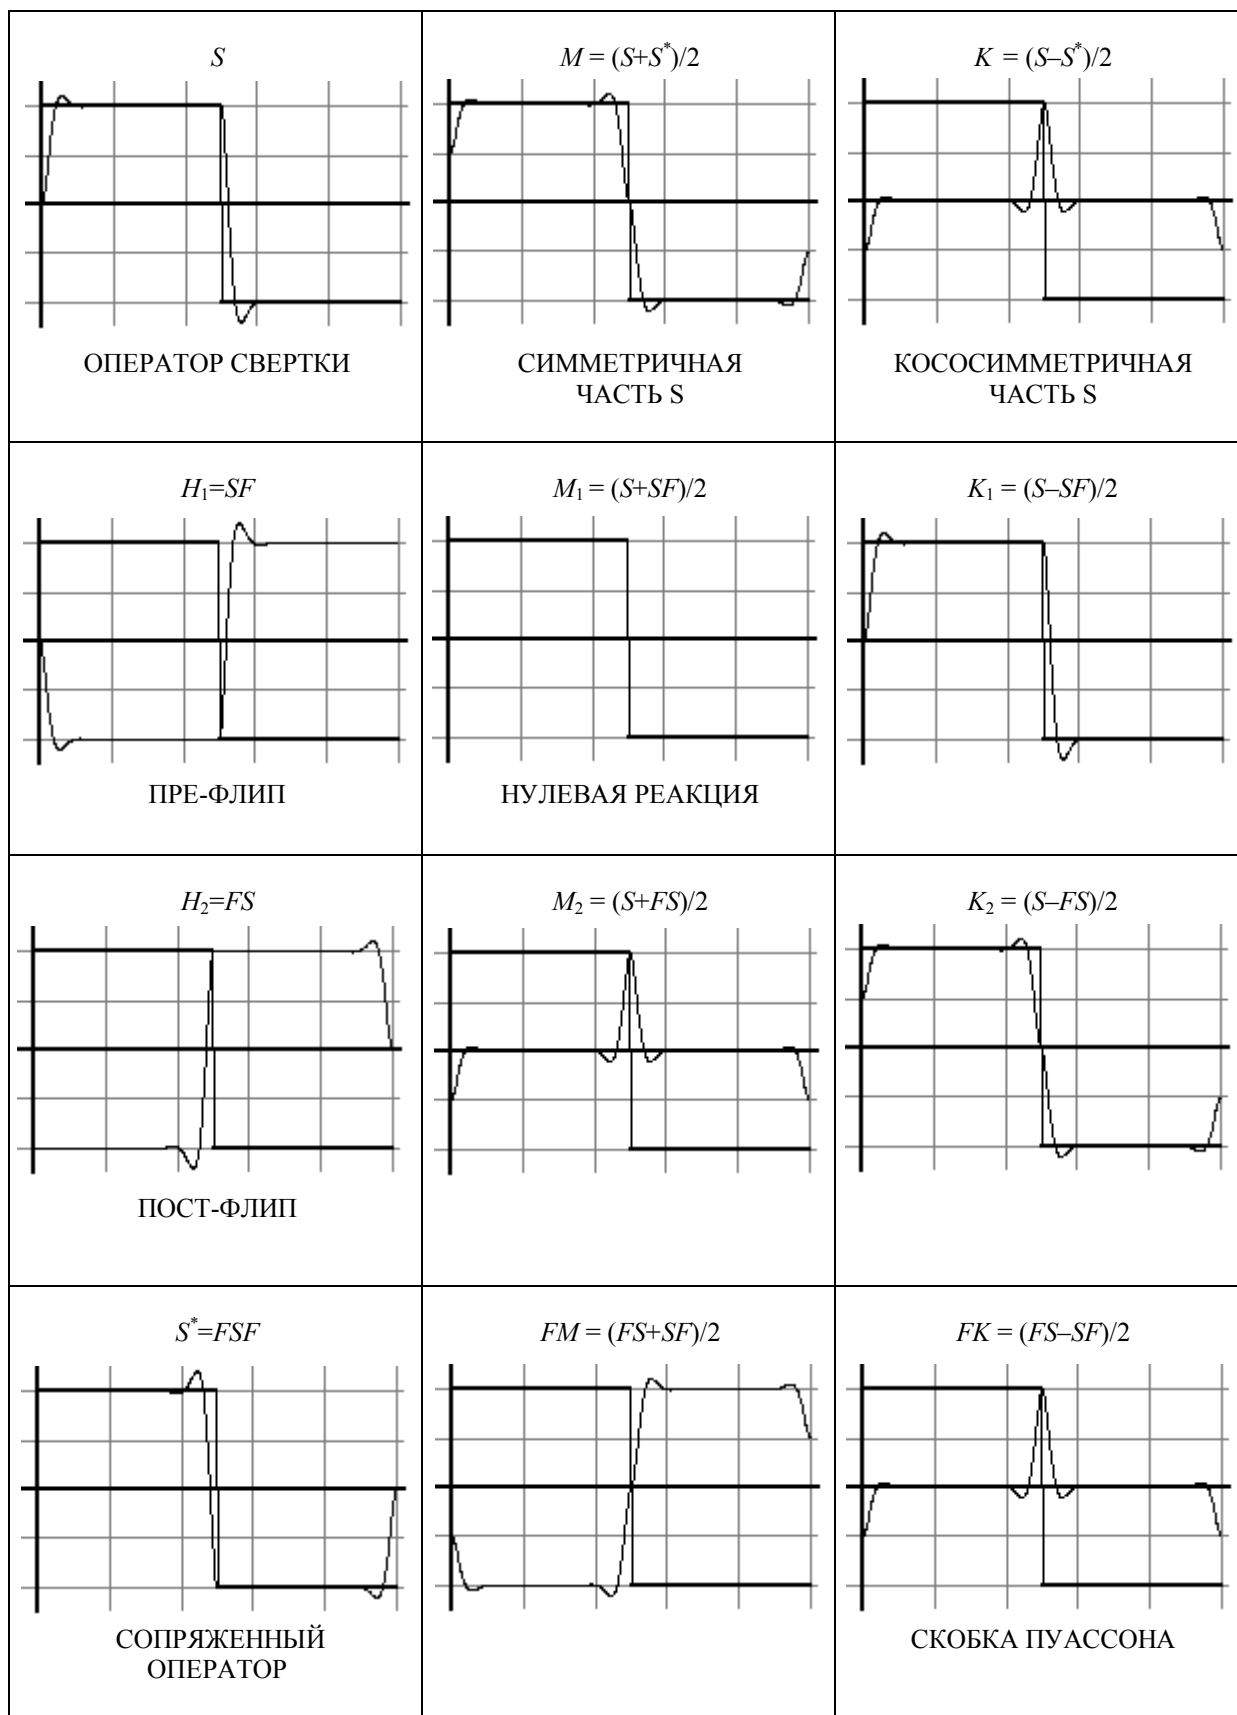 S
M = (S+S*)/2
K = (S–S*)/2
ОПЕРАТОР СВЕРТКИ
СИММЕТРИЧНАЯ
ЧАСТЬ S
КОСОСИММЕТРИЧНАЯ
ЧАСТЬ S
H₁=SF
M₁ = (S+SF)/2
K₁ = (S–SF)/2
ПРЕ-ФЛИП
НУЛЕВАЯ РЕАКЦИЯ
H₂=FS
M₂ = (S+FS)/2
K₂ = (S–FS)/2
ПОСТ-ФЛИП
S*=FSF
FM = (FS+SF)/2
FK = (FS–SF)/2
СОПРЯЖЕННЫЙ
ОПЕРАТОР
СКОБКА ПУАССОНА